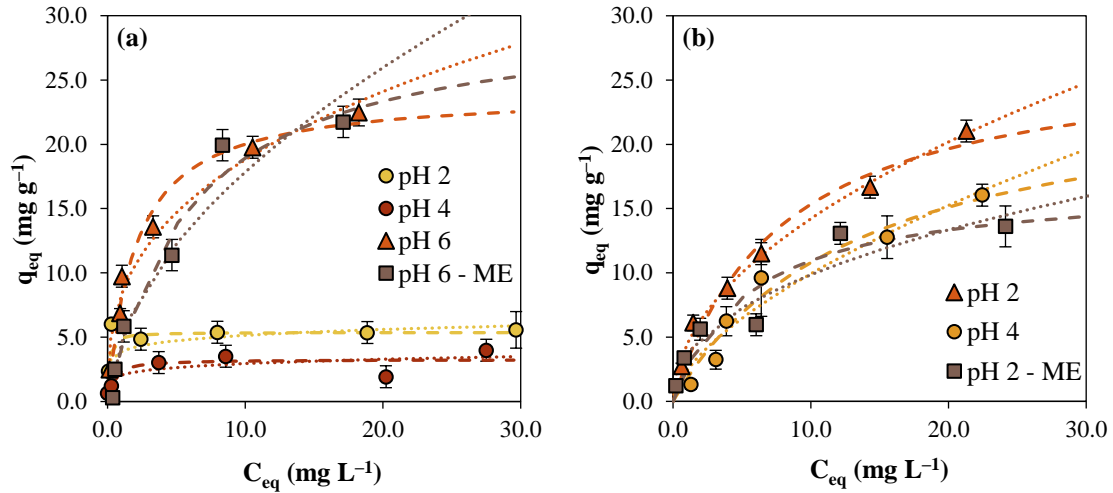 (a)
30.0
25.0
20.0
15.0
10.0
5.0
0.0
q_eq (mg g⁻¹)
pH 2
pH 4
pH 6
pH 6 - ME
0.0 10.0 20.0 30.0
C_eq (mg L⁻¹)
(b)
30.0
25.0
20.0
15.0
10.0
5.0
0.0
q_eq (mg g⁻¹)
pH 2
pH 4
pH 2 - ME
0.0 10.0 20.0 30.0
C_eq (mg L⁻¹)